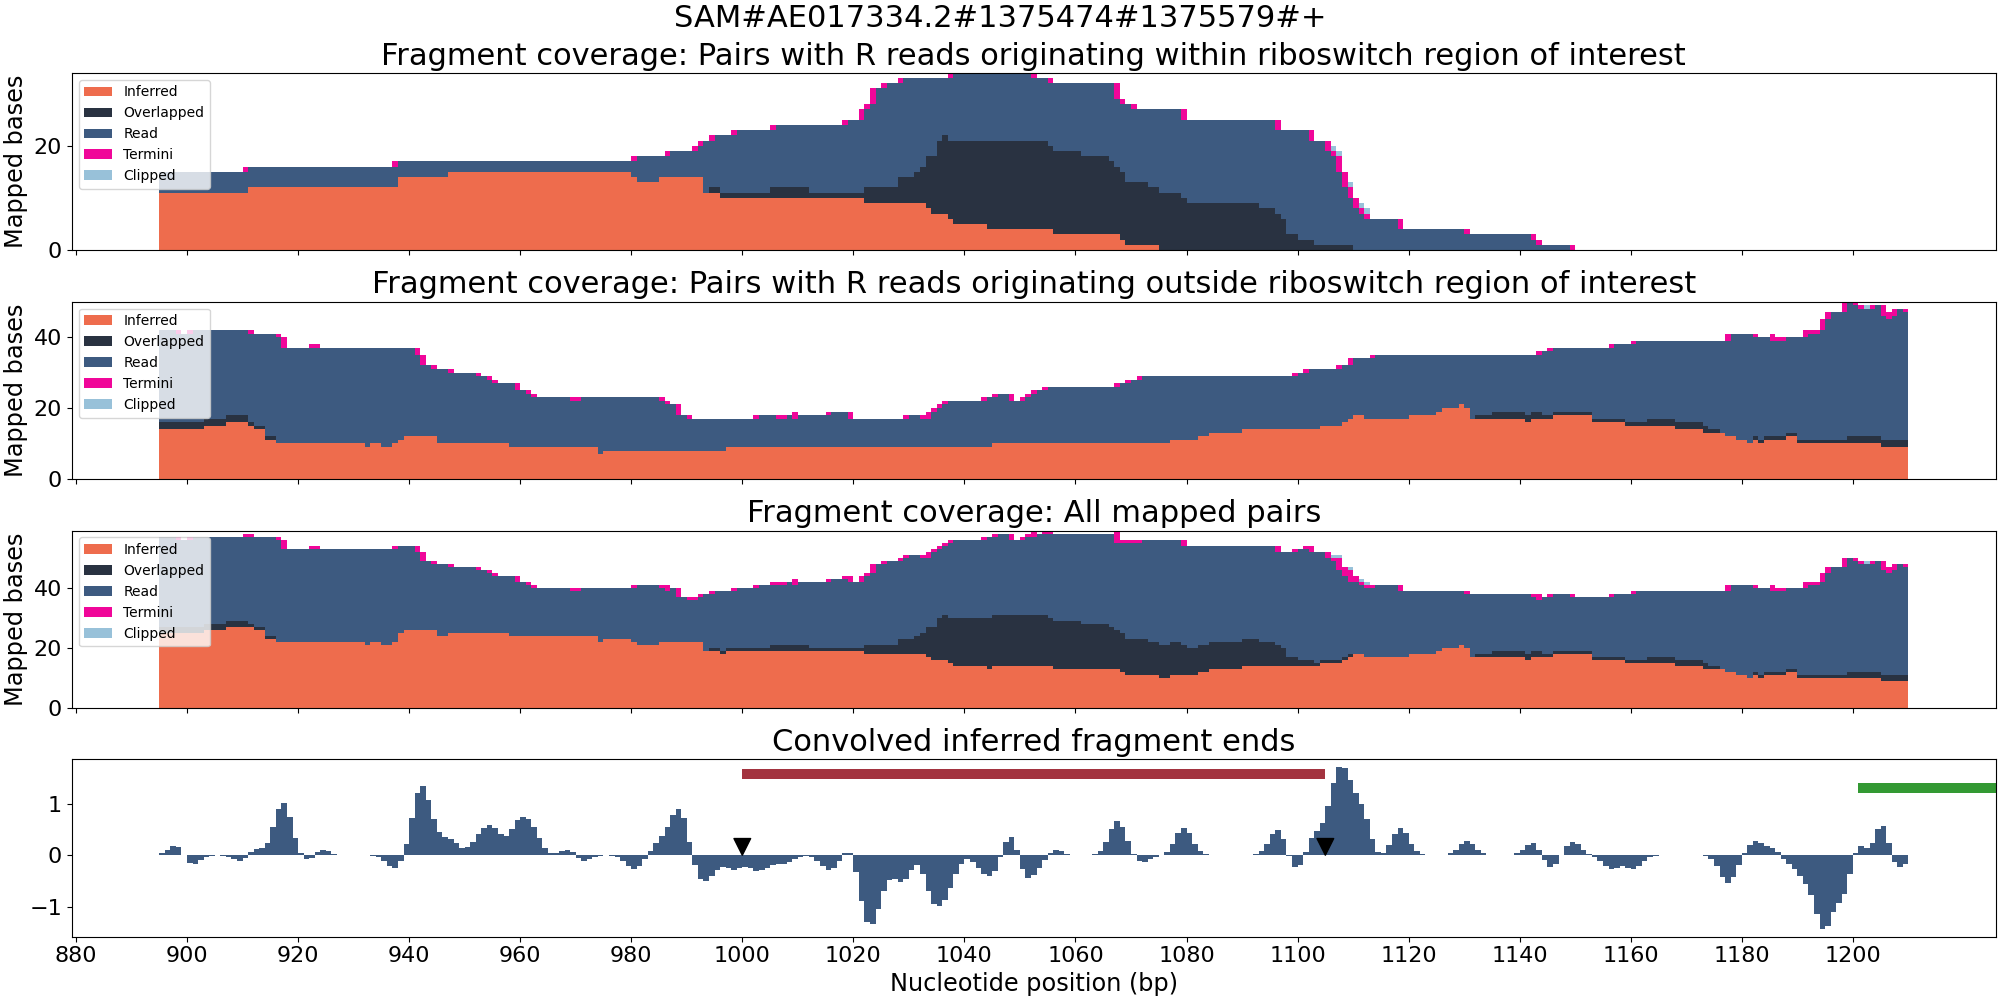 SAM#AE017334.2#1375474#1375579#+
Fragment coverage: Pairs with R reads originating within riboswitch region of interest
Mapped bases
20
0
Inferred
Overlapped
Read
Termini
Clipped
Fragment coverage: Pairs with R reads originating outside riboswitch region of interest
Mapped bases
40
20
0
Inferred
Overlapped
Read
Termini
Clipped
Fragment coverage: All mapped pairs
Mapped bases
40
20
0
Inferred
Overlapped
Read
Termini
Clipped
Convolved inferred fragment ends
1
0
−1
880 900 920 940 960 980 1000 1020 1040 1060 1080 1100 1120 1140 1160 1180 1200
Nucleotide position (bp)